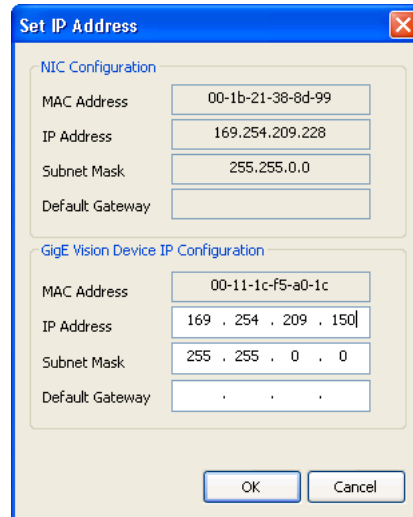 Set IP Address
NIC Configuration
MAC Address 00-1b-21-38-8d-99
IP Address 169.254.209.228
Subnet Mask 255.255.0.0
Default Gateway
GigE Vision Device IP Configuration
MAC Address 00-11-1c-f5-a0-1c
IP Address 169 . 254 . 209 . 150
Subnet Mask 255 . 255 . 0 . 0
Default Gateway . . .
OK Cancel